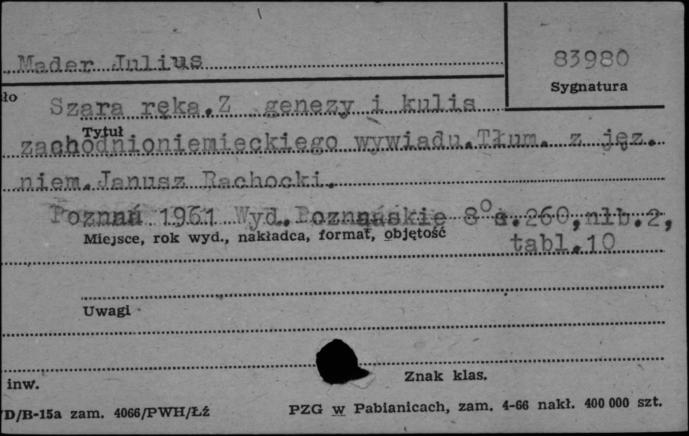 Mader Julius
83980
Sygnatura
ło
Szara ręka.Z genezy i kulis
Tytuł
zachodnioniemieckiego wywiadu.Tłum. z jęz.
niem.Janusz Rachocki.
Poznań 1961 Wyd.Poznańskie 8° s.260,nlb.2,
Miejsce, rok wyd., nakładca, format, objętość
tabl.10
Uwagi
inw.
Znak klas.
/D/B-15a zam. 4066/PWH/Łż
PZG w Pabianicach, zam. 4-66 nakł. 400 000 szt.